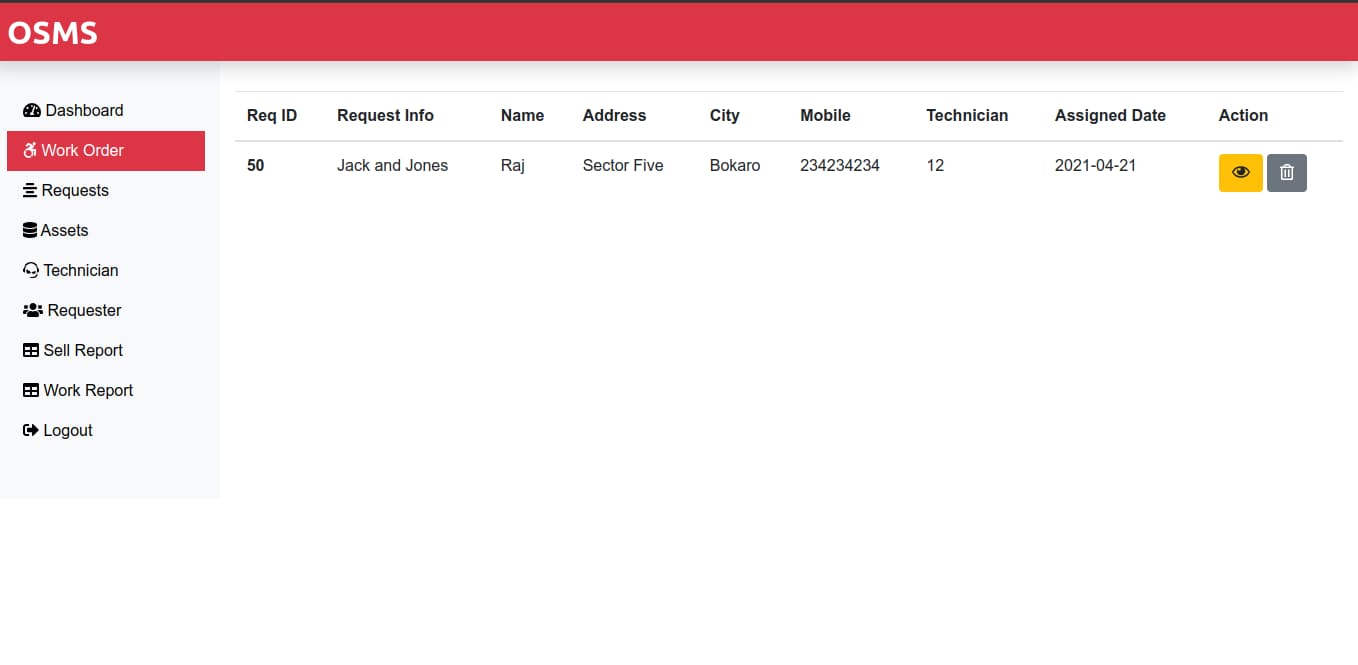 OSMS
Dashboard
Work Order
Requests
Assets
Technician
Requester
Sell Report
Work Report
Logout
Req ID Request Info Name Address City Mobile Technician Assigned Date Action
50 Jack and Jones Raj Sector Five Bokaro 234234234 12 2021-04-21